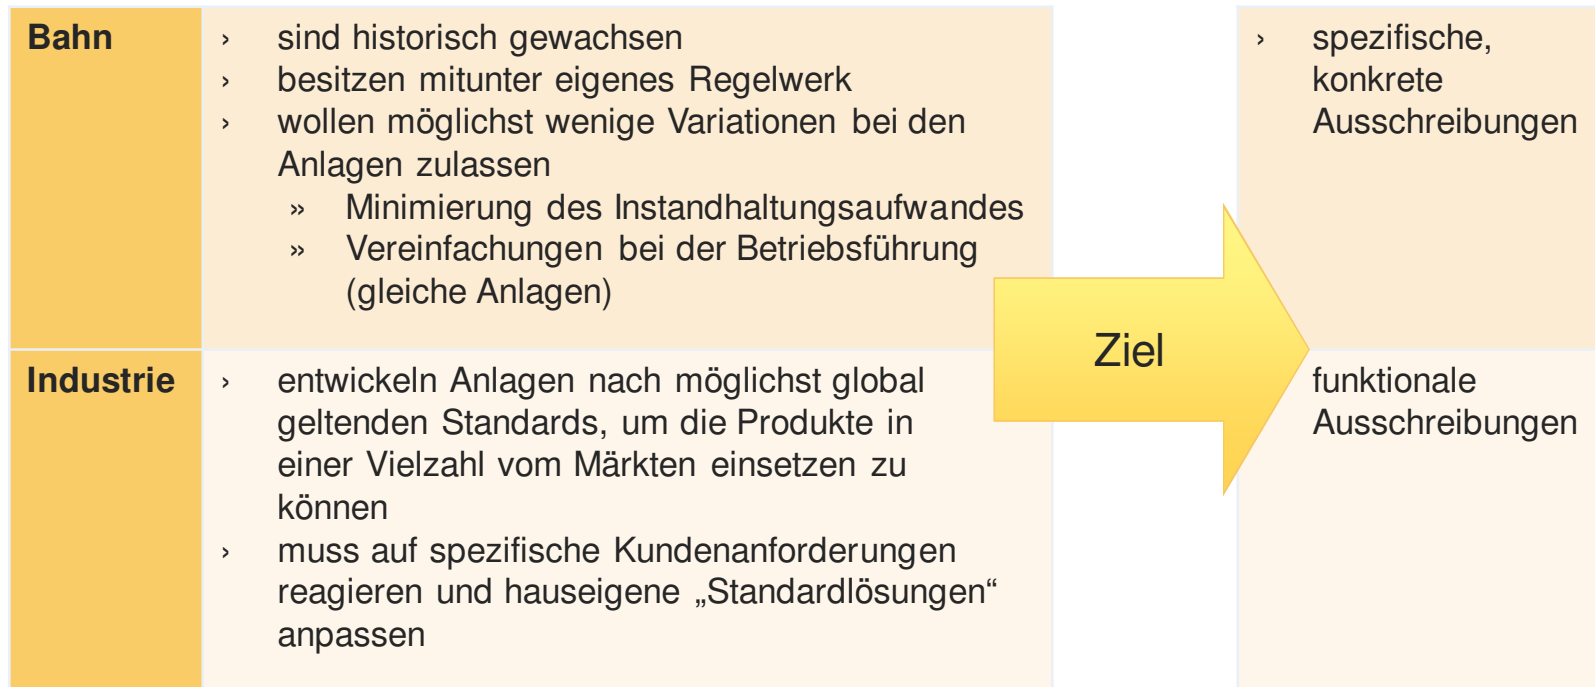 Bahn
› sind historisch gewachsen
› besitzen mitunter eigenes Regelwerk
› wollen möglichst wenige Variationen bei den
Anlagen zulassen
» Minimierung des Instandhaltungsaufwandes
» Vereinfachungen bei der Betriebsführung
(gleiche Anlagen)
› spezifische,
konkrete
Ausschreibungen
Ziel
Industrie
› entwickeln Anlagen nach möglichst global
geltenden Standards, um die Produkte in
einer Vielzahl vom Märkten einsetzen zu
können
› muss auf spezifische Kundenanforderungen
reagieren und hauseigene „Standardlösungen“
anpassen
funktionale
Ausschreibungen